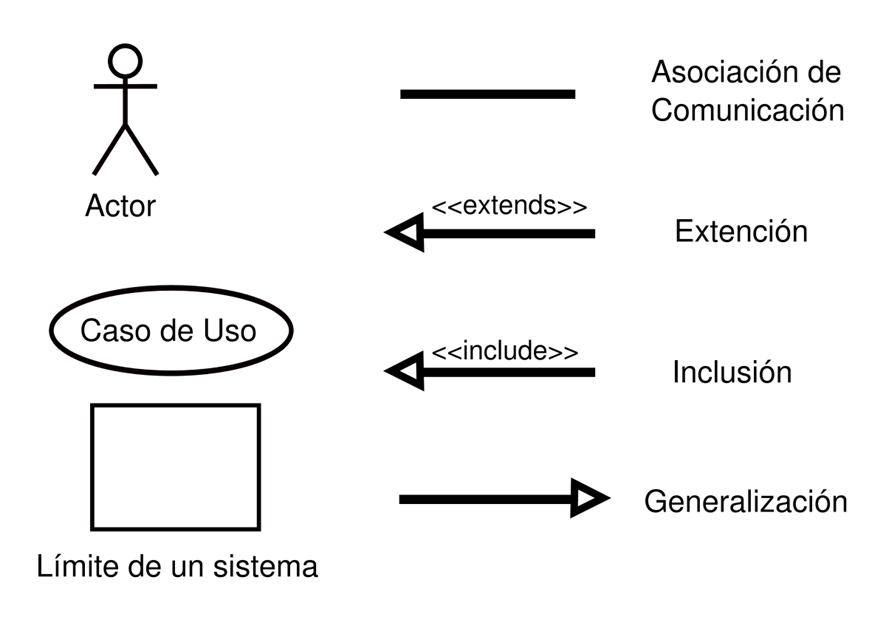 Asociación de
Comunicación
Actor
<<extends>>
Extención
Caso de Uso
<<include>>
Inclusión
Generalización
Límite de un sistema